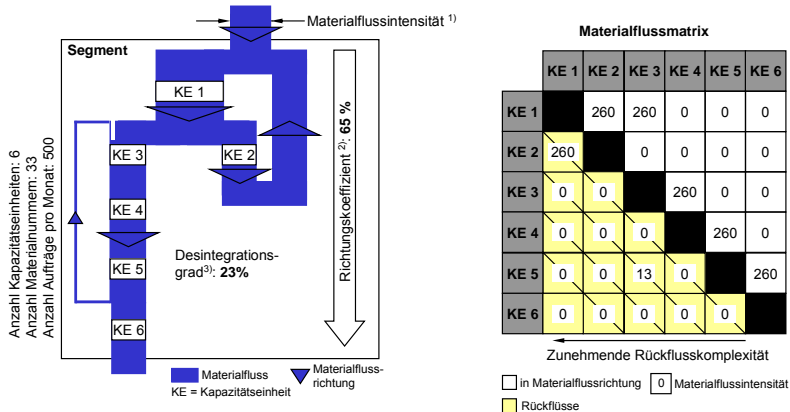 Materialflussintensität 1)
Segment
KE 1
KE 3
KE 2
KE 4
KE 5
KE 6
Desintegrations-
grad3): 23%
Richtungskoeffizient 2): 65 %
Anzahl Kapazitätseinheiten: 6
Anzahl Materialnummern: 33
Anzahl Aufträge pro Monat: 500
Materialfluss
Materialfluss-
richtung
KE = Kapazitätseinheit
Materialflussmatrix
KE 1 KE 2 KE 3 KE 4 KE 5 KE 6
KE 1 260 260 0 0 0
KE 2 260 0 0 0 0
KE 3 0 0 260 0 0
KE 4 0 0 0 260 0
KE 5 0 0 13 0 260
KE 6 0 0 0 0 0
Zunehmende Rückflusskomplexität
in Materialflussrichtung 0 Materialflussintensität
Rückflüsse